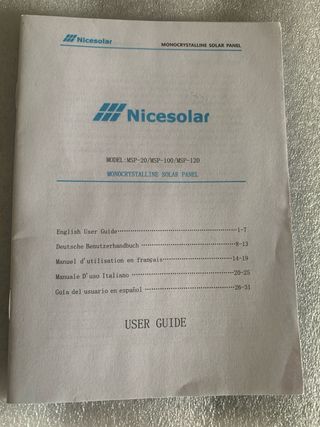 Nicesolar MONOCRYSTALLINE SOLAR PANEL
Nicesolar
MODEL:MSP-20/MSP-100/MSP-120
MONOCRYSTALLINE SOLAR PANEL
English User Guide 1-7
Deutsche Benutzerhandbuch 8-13
Manuel d'utilisation en français 14-19
Manuale D'uso Italiano 20-25
Guía del usuario en español 26-31
USER GUIDE